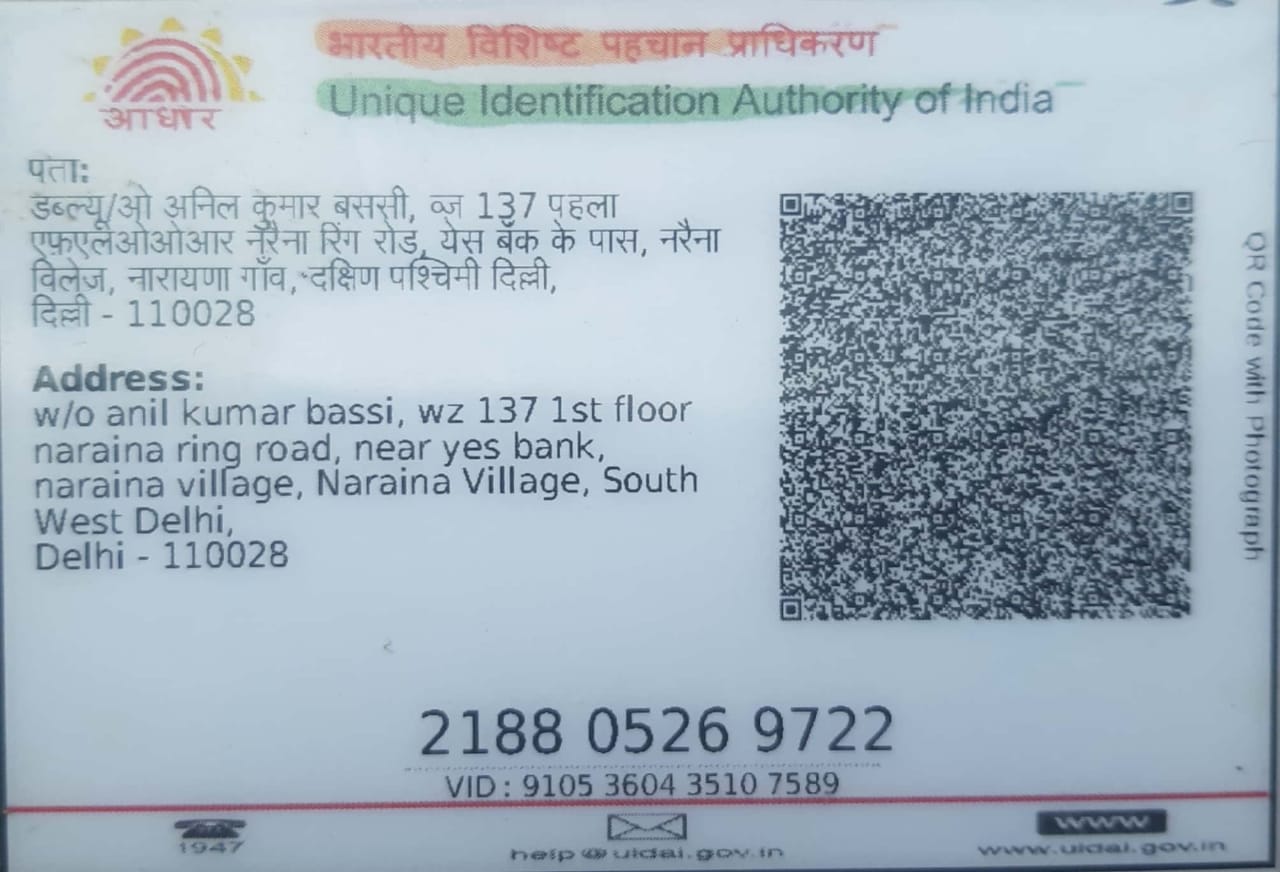 भारतीय विशिष्ट पहचान प्राधिकरण
Unique Identification Authority of India
आधार
पता:
डब्ल्यू/ओ अनिल कुमार बससी, व्ज़ 137 पहला
एफ़एलओओआर नरैना रिंग रोड, येस बैंक के पास, नरैना
विलेज, नारायणा गाँव, दक्षिण पश्चिमी दिल्ली,
दिल्ली - 110028
Address:
w/o anil kumar bassi, wz 137 1st floor
naraina ring road, near yes bank,
naraina village, Naraina Village, South
West Delhi,
Delhi - 110028
QR Code with Photograph
2188 0526 9722
VID : 9105 3604 3510 7589
1947
help@uidai.gov.in
www
www.uidai.gov.in